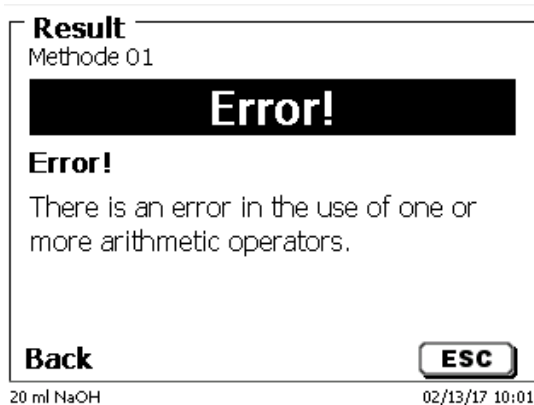 Result
Methode 01
Error!
Error!
There is an error in the use of one or
more arithmetic operators.
Back ESC
20 ml NaOH 02/13/17 10:01